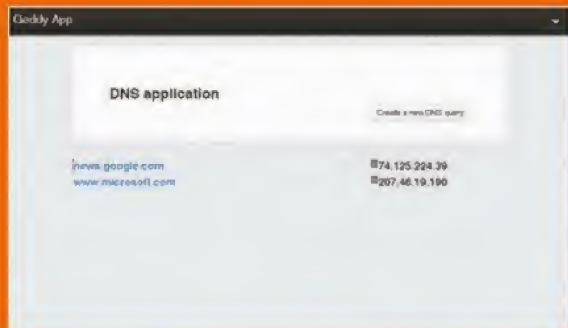 Geddy App
DNS application
Create a new DNS query
news.google.com
74.125.224.39
www.microsoft.com
207.46.19.190